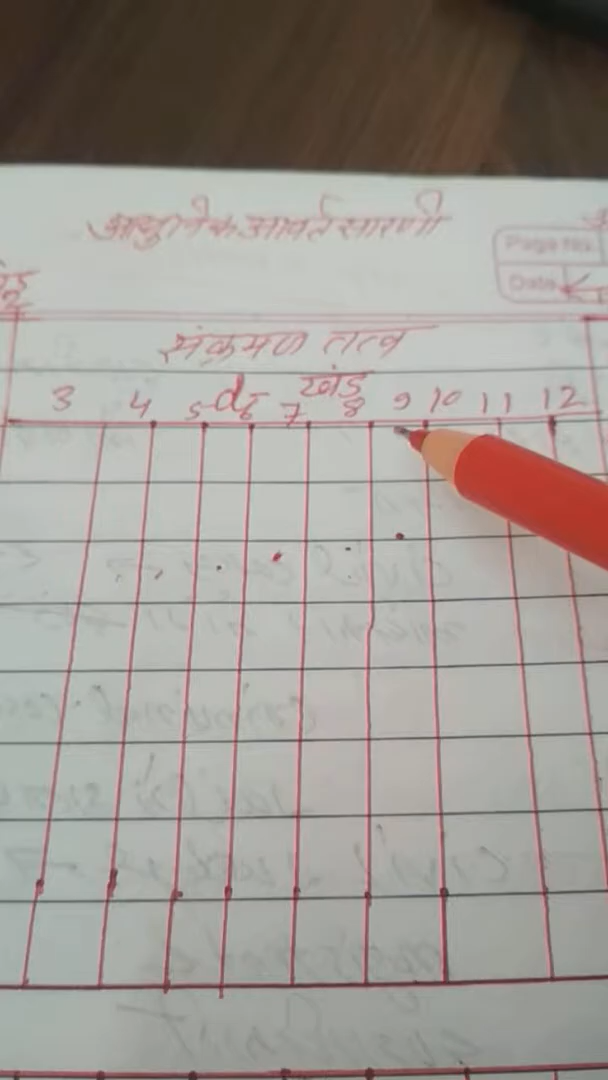 आधुनिक आवर्त सारणी
Page No.
Date
संक्रमण तत्व
d खंड
3 4 5 6 7 8 9 10 11 12